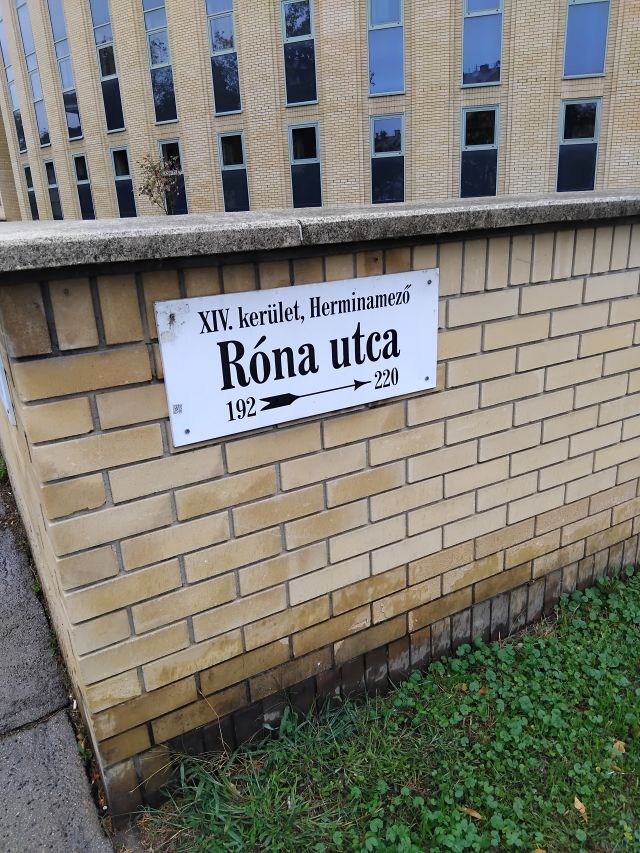 XIV. kerület, Herminamező
Róna utca
192 220